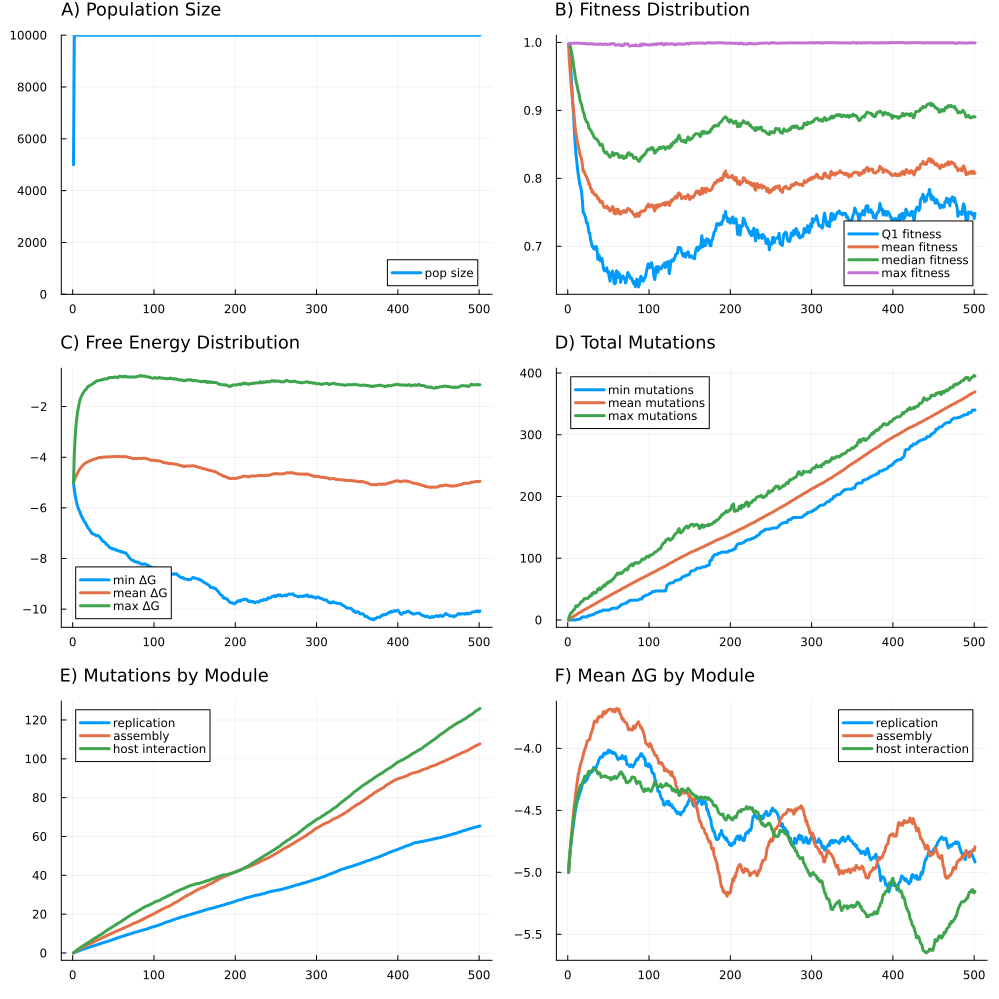 A) Population Size
10000
8000
6000
4000
2000
0
0 100 200 300 400 500
pop size
B) Fitness Distribution
1.0
0.9
0.8
0.7
0 100 200 300 400 500
Q1 fitness
mean fitness
median fitness
max fitness
C) Free Energy Distribution
−2
−4
−6
−8
−10
0 100 200 300 400 500
min ΔG
mean ΔG
max ΔG
D) Total Mutations
400
300
200
100
0
0 100 200 300 400 500
min mutations
mean mutations
max mutations
E) Mutations by Module
120
100
80
60
40
20
0
0 100 200 300 400 500
replication
assembly
host interaction
F) Mean ΔG by Module
−4.0
−4.5
−5.0
−5.5
0 100 200 300 400 500
replication
assembly
host interaction